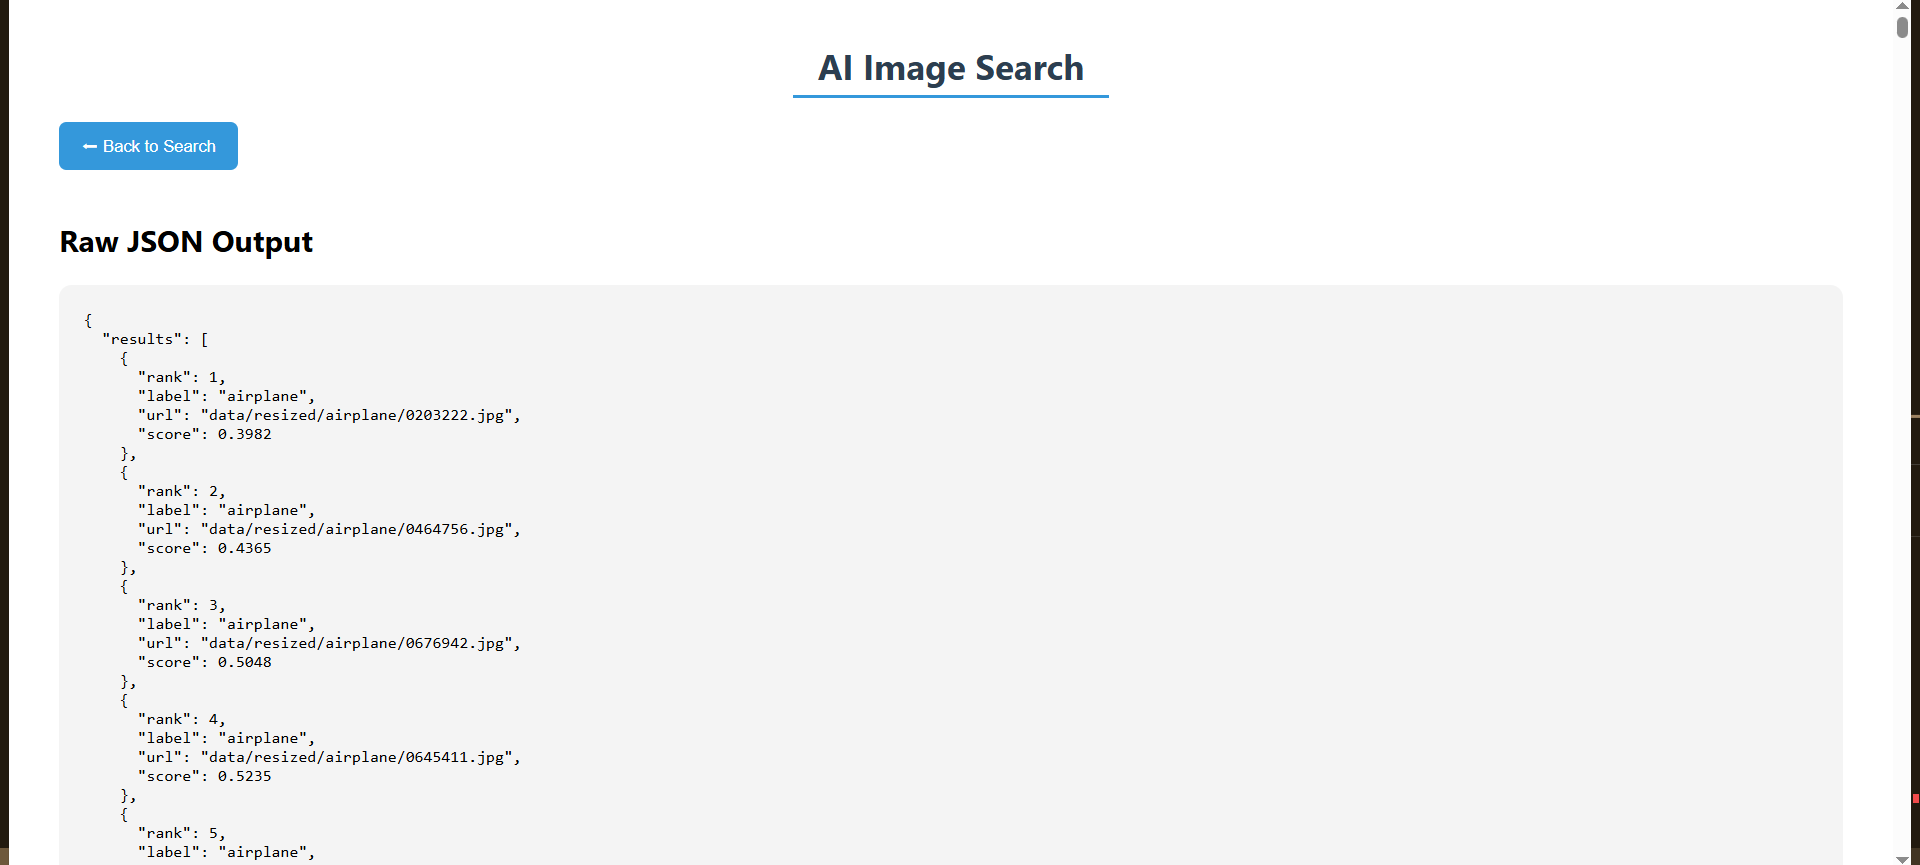 AI Image Search
← Back to Search
Raw JSON Output
{
  "results": [
    {
      "rank": 1,
      "label": "airplane",
      "url": "data/resized/airplane/0203222.jpg",
      "score": 0.3982
    },
    {
      "rank": 2,
      "label": "airplane",
      "url": "data/resized/airplane/0464756.jpg",
      "score": 0.4365
    },
    {
      "rank": 3,
      "label": "airplane",
      "url": "data/resized/airplane/0676942.jpg",
      "score": 0.5048
    },
    {
      "rank": 4,
      "label": "airplane",
      "url": "data/resized/airplane/0645411.jpg",
      "score": 0.5235
    },
    {
      "rank": 5,
      "label": "airplane",